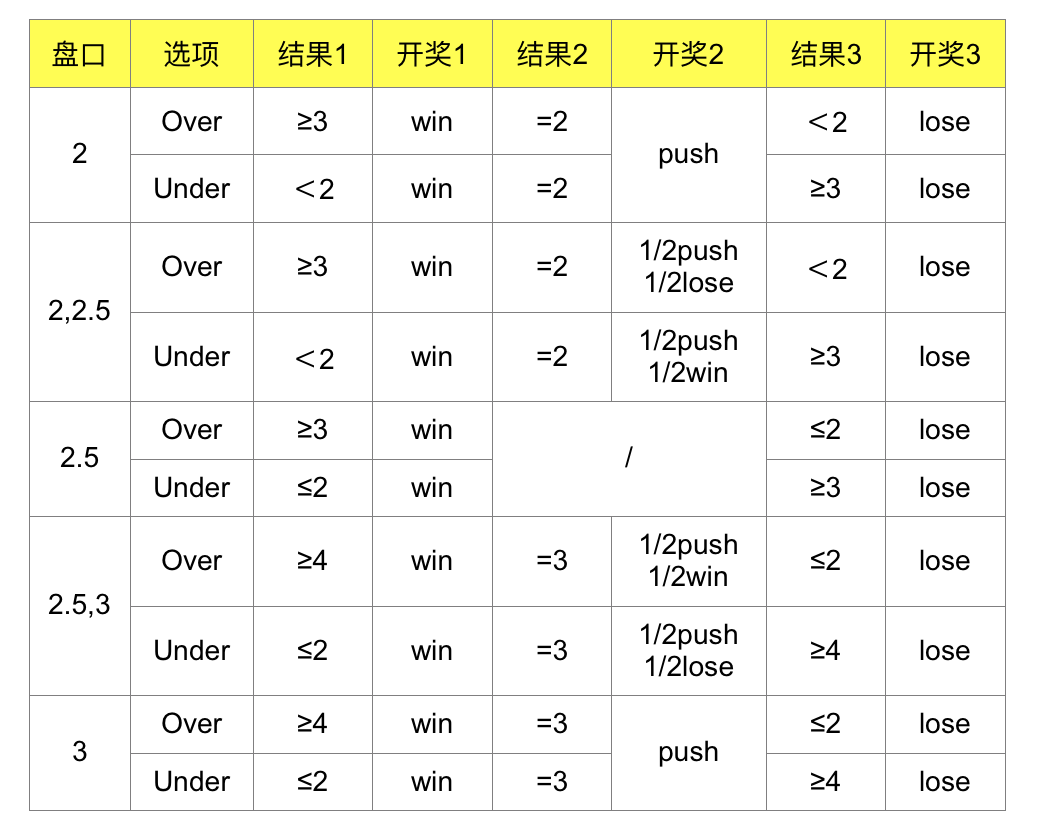 盘口 选项 结果1 开奖1 结果2 开奖2 结果3 开奖3
2 Over ≥3 win =2 push ＜2 lose
Under ＜2 win =2 ≥3 lose
2,2.5 Over ≥3 win =2 1/2push
1/2lose ＜2 lose
Under ＜2 win =2 1/2push
1/2win ≥3 lose
2.5 Over ≥3 win / ≤2 lose
Under ≤2 win ≥3 lose
2.5,3 Over ≥4 win =3 1/2push
1/2win ≤2 lose
Under ≤2 win =3 1/2push
1/2lose ≥4 lose
3 Over ≥4 win =3 push ≤2 lose
Under ≤2 win =3 ≥4 lose